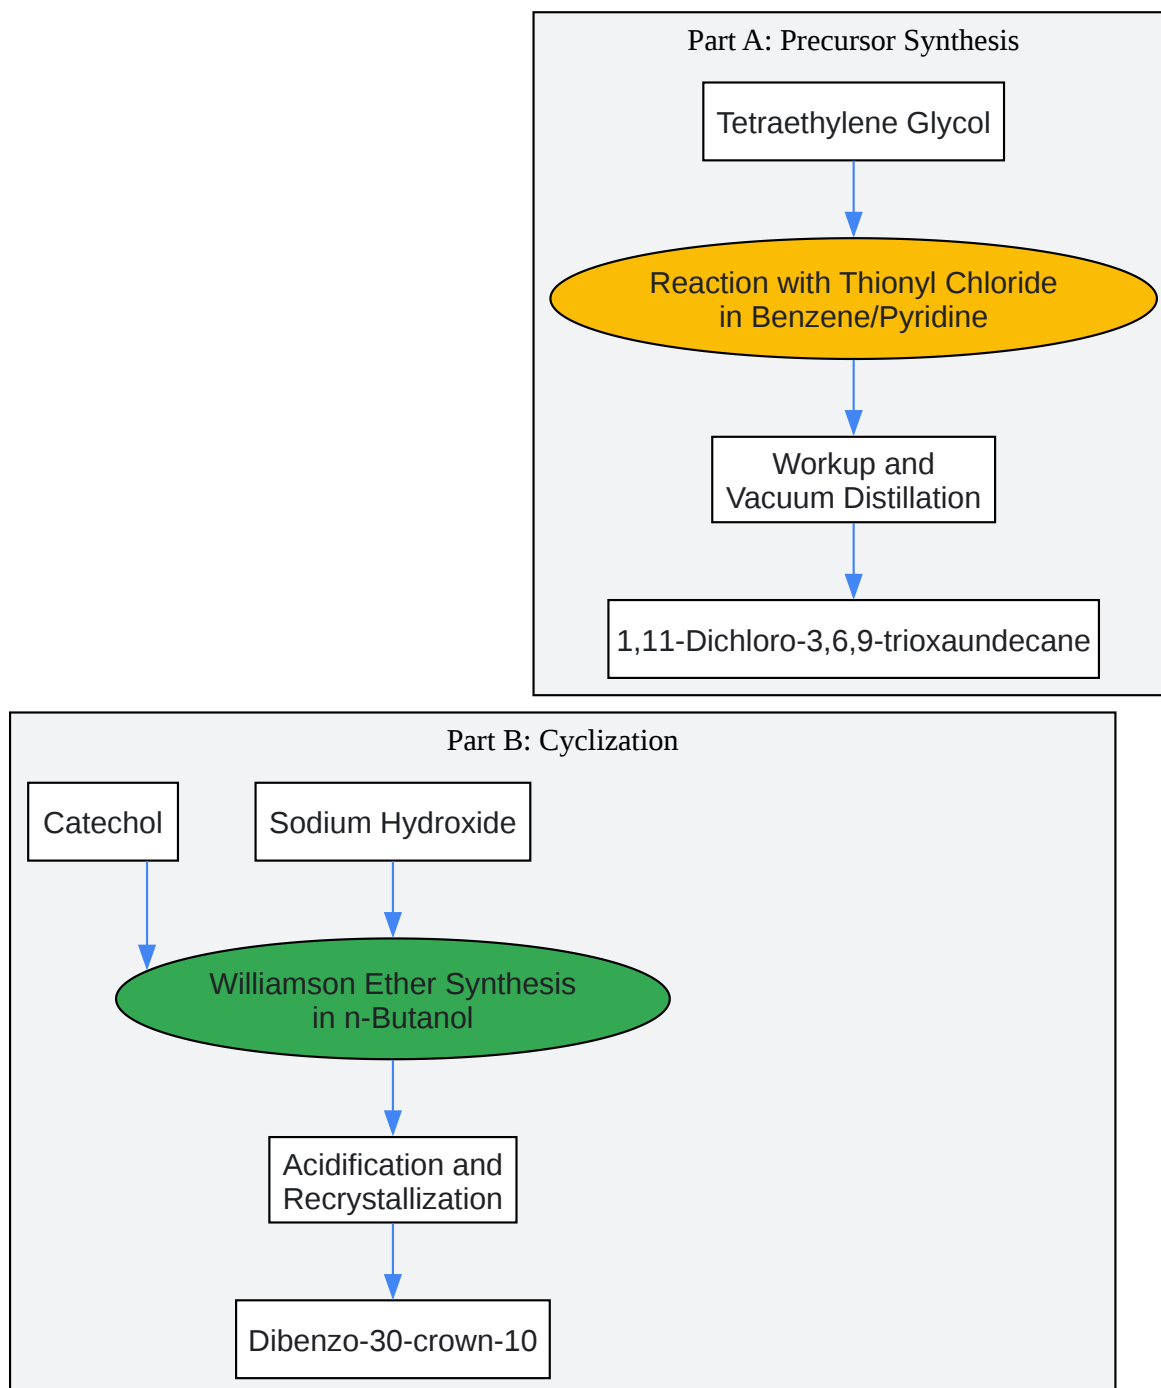 Part A: Precursor Synthesis
Tetraethylene Glycol
Reaction with Thionyl Chloride
in Benzene/Pyridine
Workup and
Vacuum Distillation
1,11-Dichloro-3,6,9-trioxaundecane
Part B: Cyclization
Catechol
Sodium Hydroxide
Williamson Ether Synthesis
in n-Butanol
Acidification and
Recrystallization
Dibenzo-30-crown-10